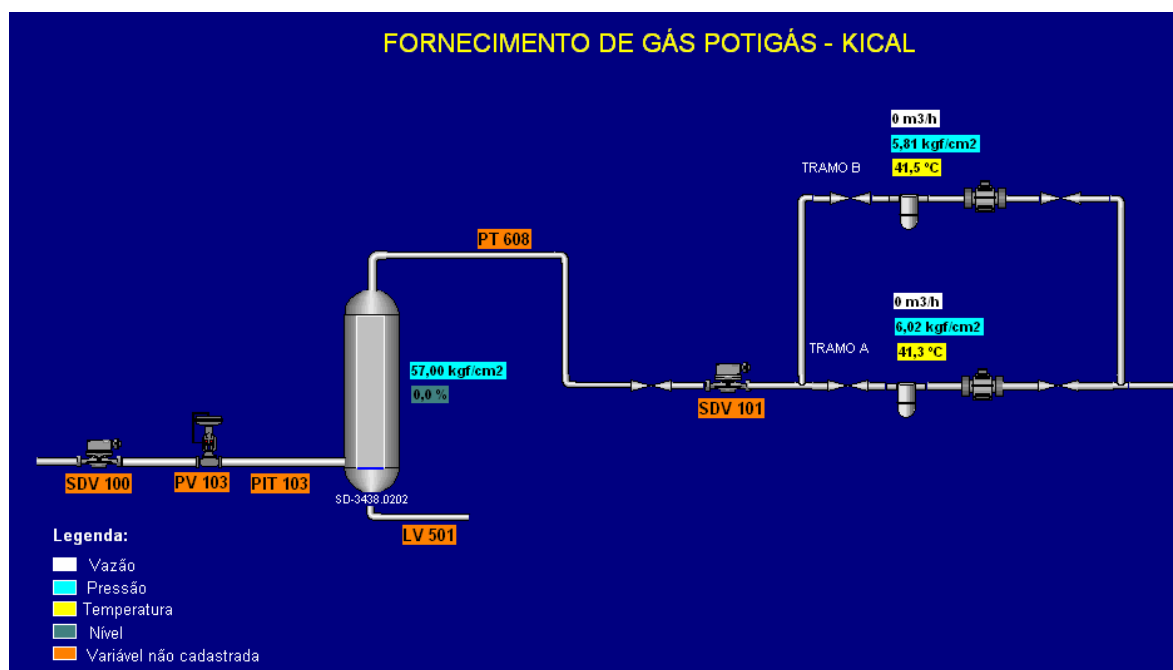 FORNECIMENTO DE GÁS POTIGÁS - KICAL
0 m3/h
5,81 kgf/cm2
TRAMO B
41,5 ºC
PT 608
0 m3/h
6,02 kgf/cm2
TRAMO A
41,3 ºC
57,00 kgf/cm2
0,0 %
SDV 101
SDV 100
PV 103
PIT 103
SD-3438.0202
LV 501
Legenda:
Vazão
Pressão
Temperatura
Nível
Variável não cadastrada